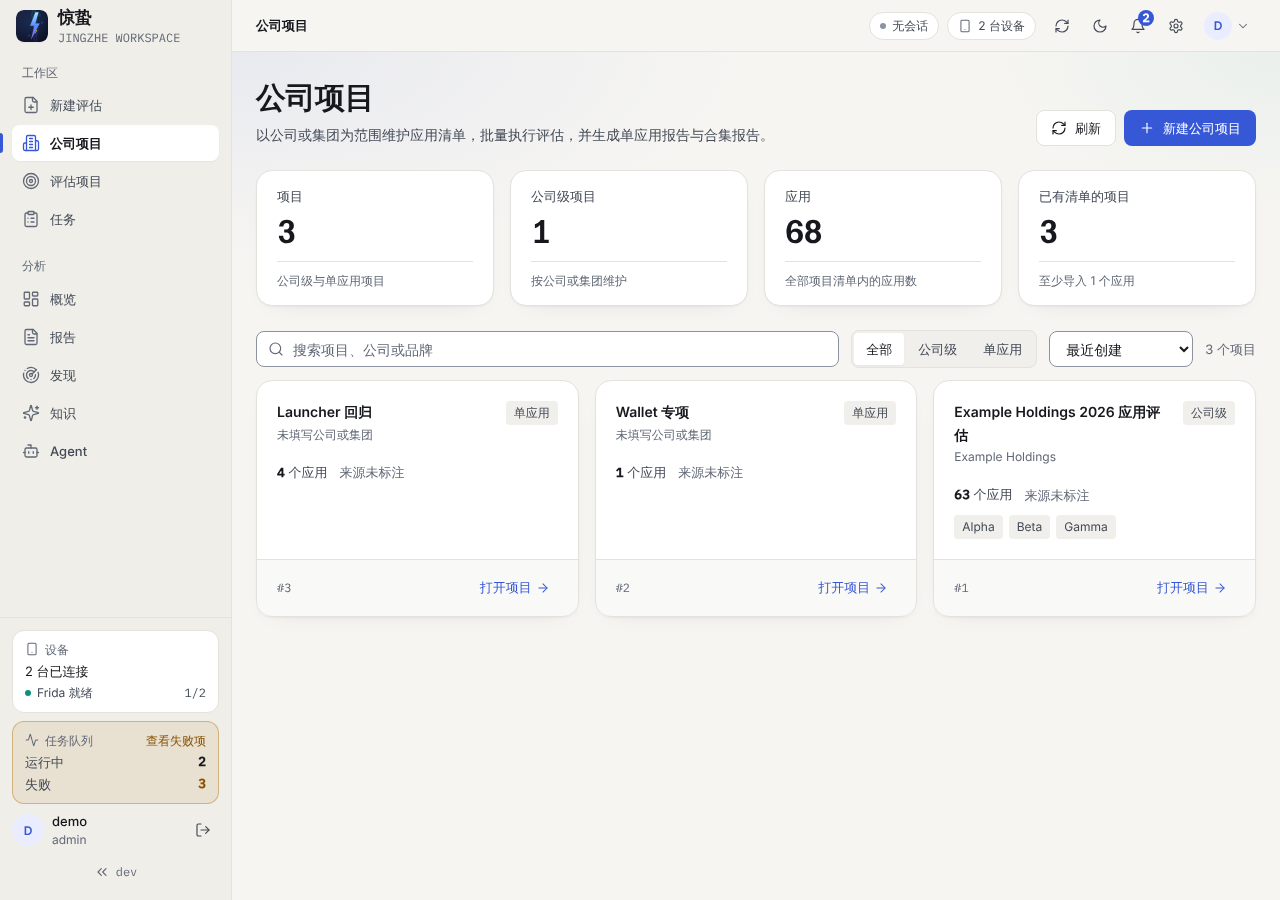 惊蛰
JINGZHE WORKSPACE
工作区
新建评估
公司项目
评估项目
任务
分析
概览
报告
发现
知识
Agent
设备
2 台已连接
Frida 就绪 1/2
任务队列 查看失败项
运行中 2
失败 3
D demo
admin
dev
公司项目
无会话 2 台设备 2 D
公司项目
以公司或集团为范围维护应用清单，批量执行评估，并生成单应用报告与合集报告。
刷新 新建公司项目
项目
3
公司级与单应用项目
公司级项目
1
按公司或集团维护
应用
68
全部项目清单内的应用数
已有清单的项目
3
至少导入 1 个应用
搜索项目、公司或品牌 全部 公司级 单应用 最近创建 3 个项目
Launcher 回归 单应用
未填写公司或集团
4 个应用 来源未标注
#3 打开项目
Wallet 专项 单应用
未填写公司或集团
1 个应用 来源未标注
#2 打开项目
Example Holdings 2026 应用评 公司级
估
Example Holdings
63 个应用 来源未标注
Alpha Beta Gamma
#1 打开项目